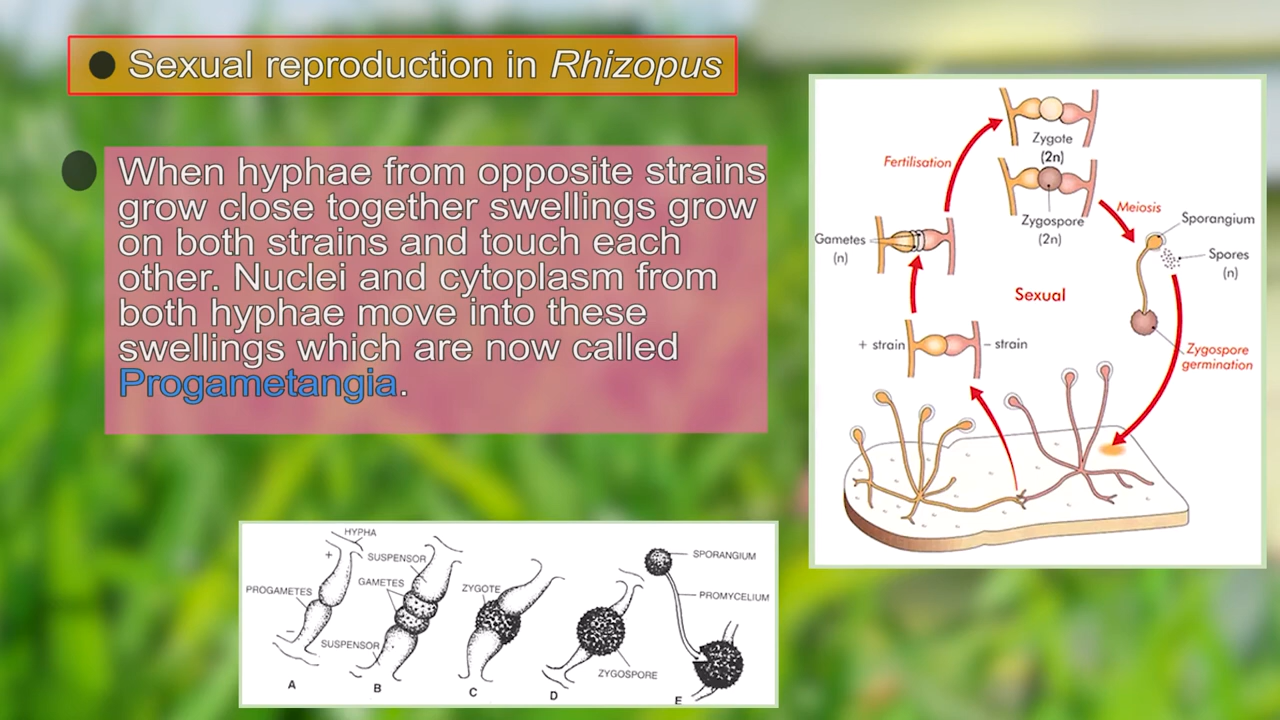 Sexual reproduction in Rhizopus
When hyphae from opposite strains
grow close together swellings grow
on both strains and touch each
other. Nuclei and cytoplasm from
both hyphae move into these
swellings which are now called
Progametangia.
Zygote
(2n)
Fertilisation
Zygospore
(2n)
Meiosis
Sporangium
Gametes
(n)
Spores
(n)
Sexual
+ strain
- strain
Zygospore
germination
HYPHA
+
SUSPENSOR
PROGAMETES
GAMETES
-
SUSPENSOR
ZYGOTE
ZYGOSPORE
SPORANGIUM
PROMYCELIUM
A
B
C
D
E